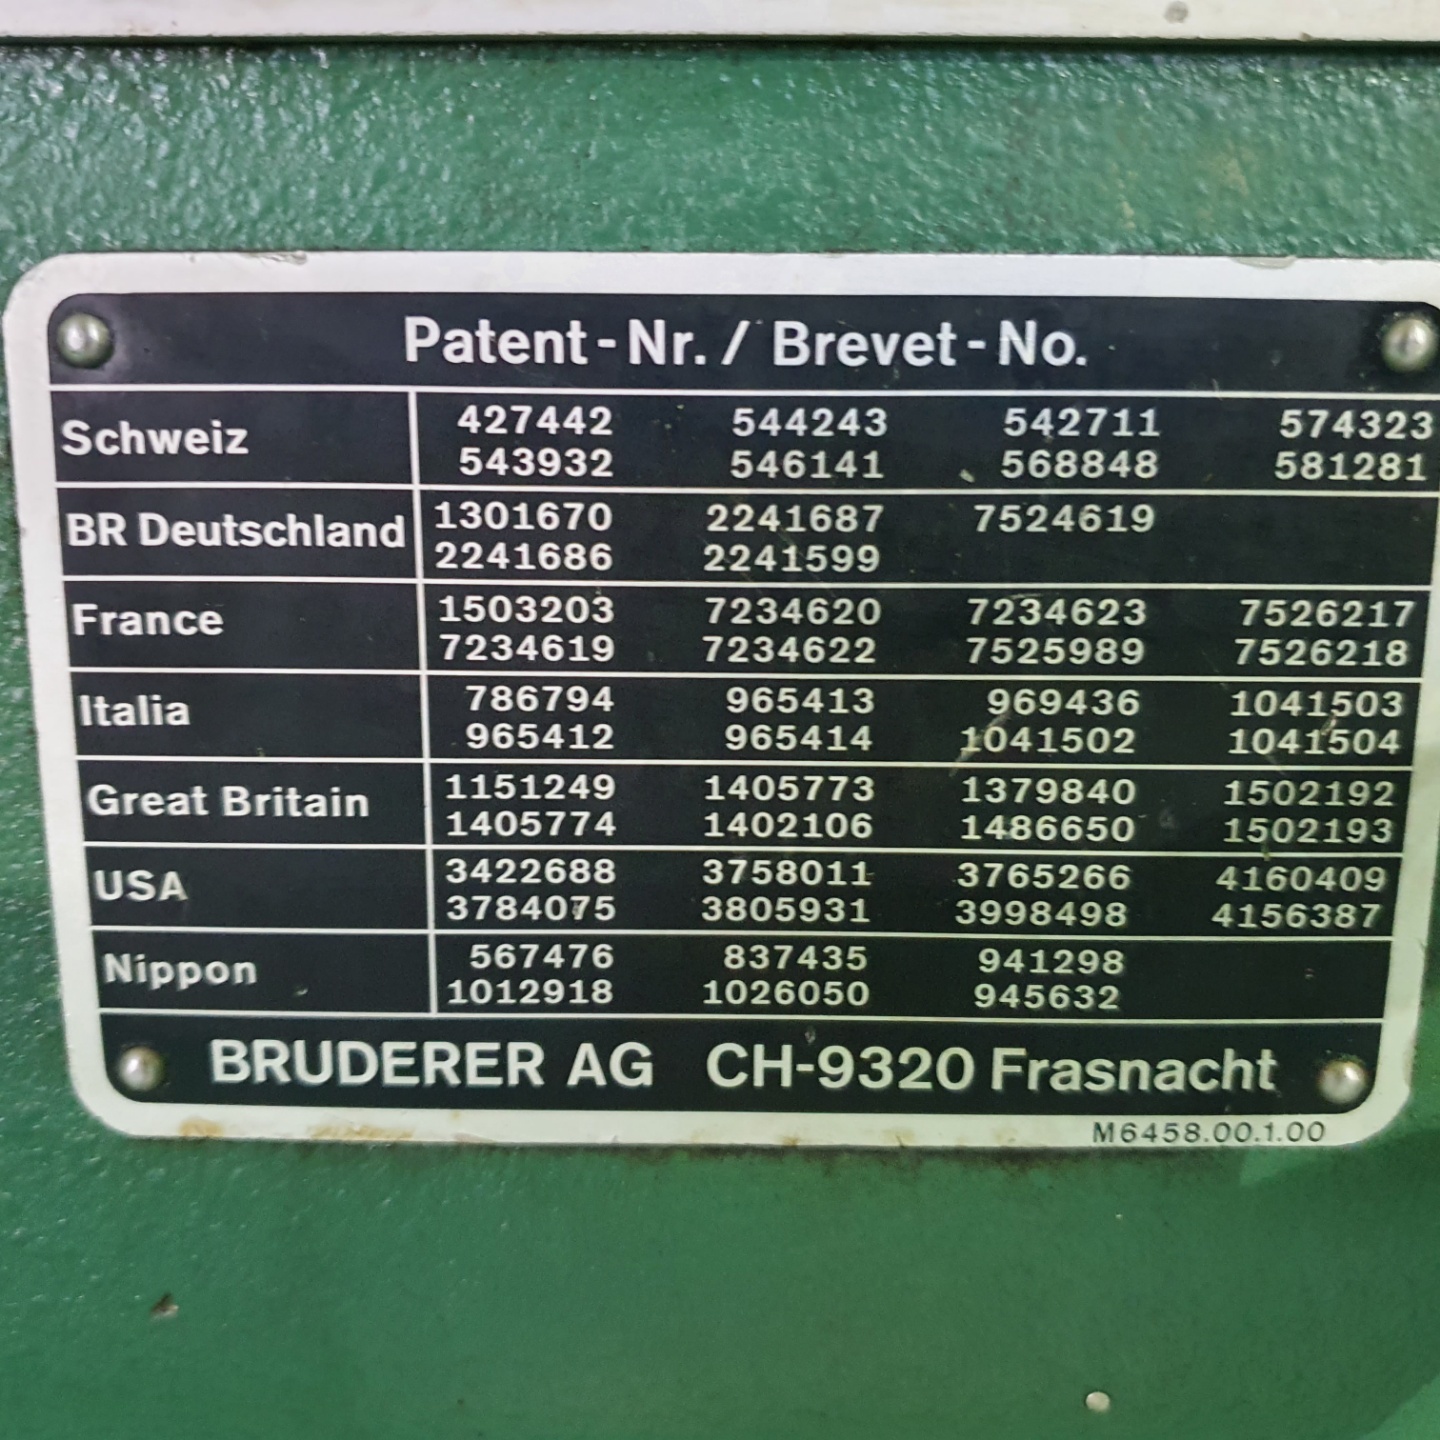 Patent-Nr. / Brevet-No.
Schweiz
427442 544243 542711 574323
543932 546141 568848 581281
BR Deutschland
1301670 2241687 7524619
2241686 2241599
France
1503203 7234620 7234623 7526217
7234619 7234622 7525989 7526218
Italia
786794 965413 969436 1041503
965412 965414 1041502 1041504
Great Britain
1151249 1405773 1379840 1502192
1405774 1402106 1486650 1502193
USA
3422688 3758011 3765266 4160409
3784075 3805931 3998498 4156387
Nippon
567476 837435 941298
1012918 1026050 945632
BRUDERER AG CH-9320 Frasnacht
M6458.00.1.00